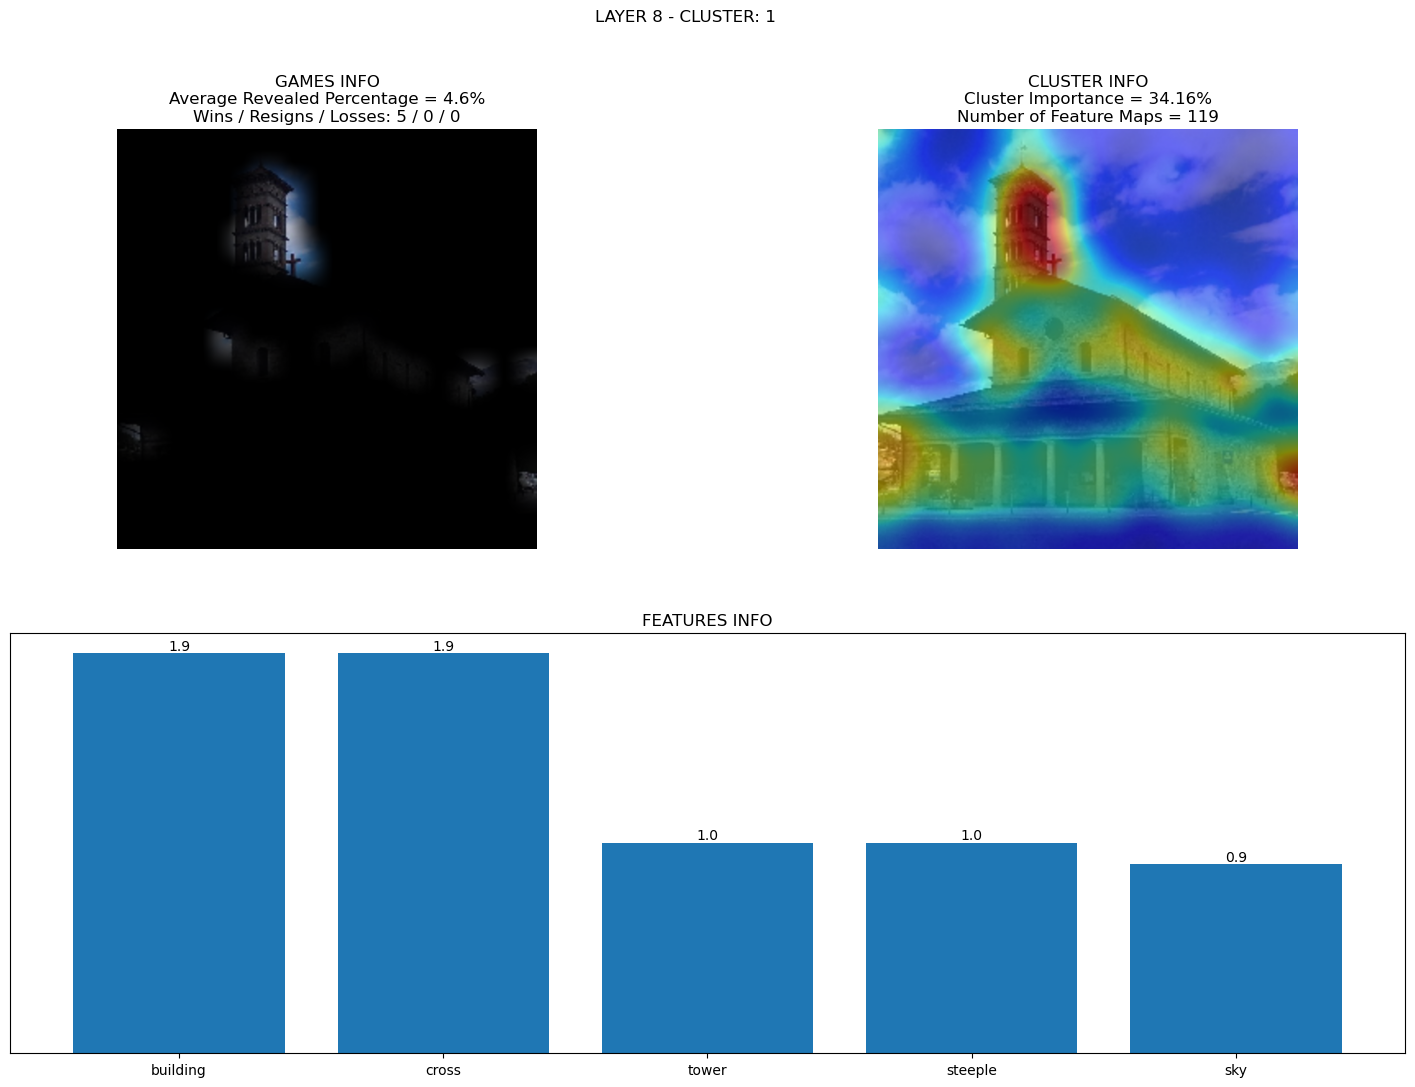 LAYER 8 - CLUSTER: 1
GAMES INFO
Average Revealed Percentage = 4.6%
Wins / Resigns / Losses: 5 / 0 / 0
CLUSTER INFO
Cluster Importance = 34.16%
Number of Feature Maps = 119
FEATURES INFO
1.9
1.9
1.0
1.0
0.9
building
cross
tower
steeple
sky